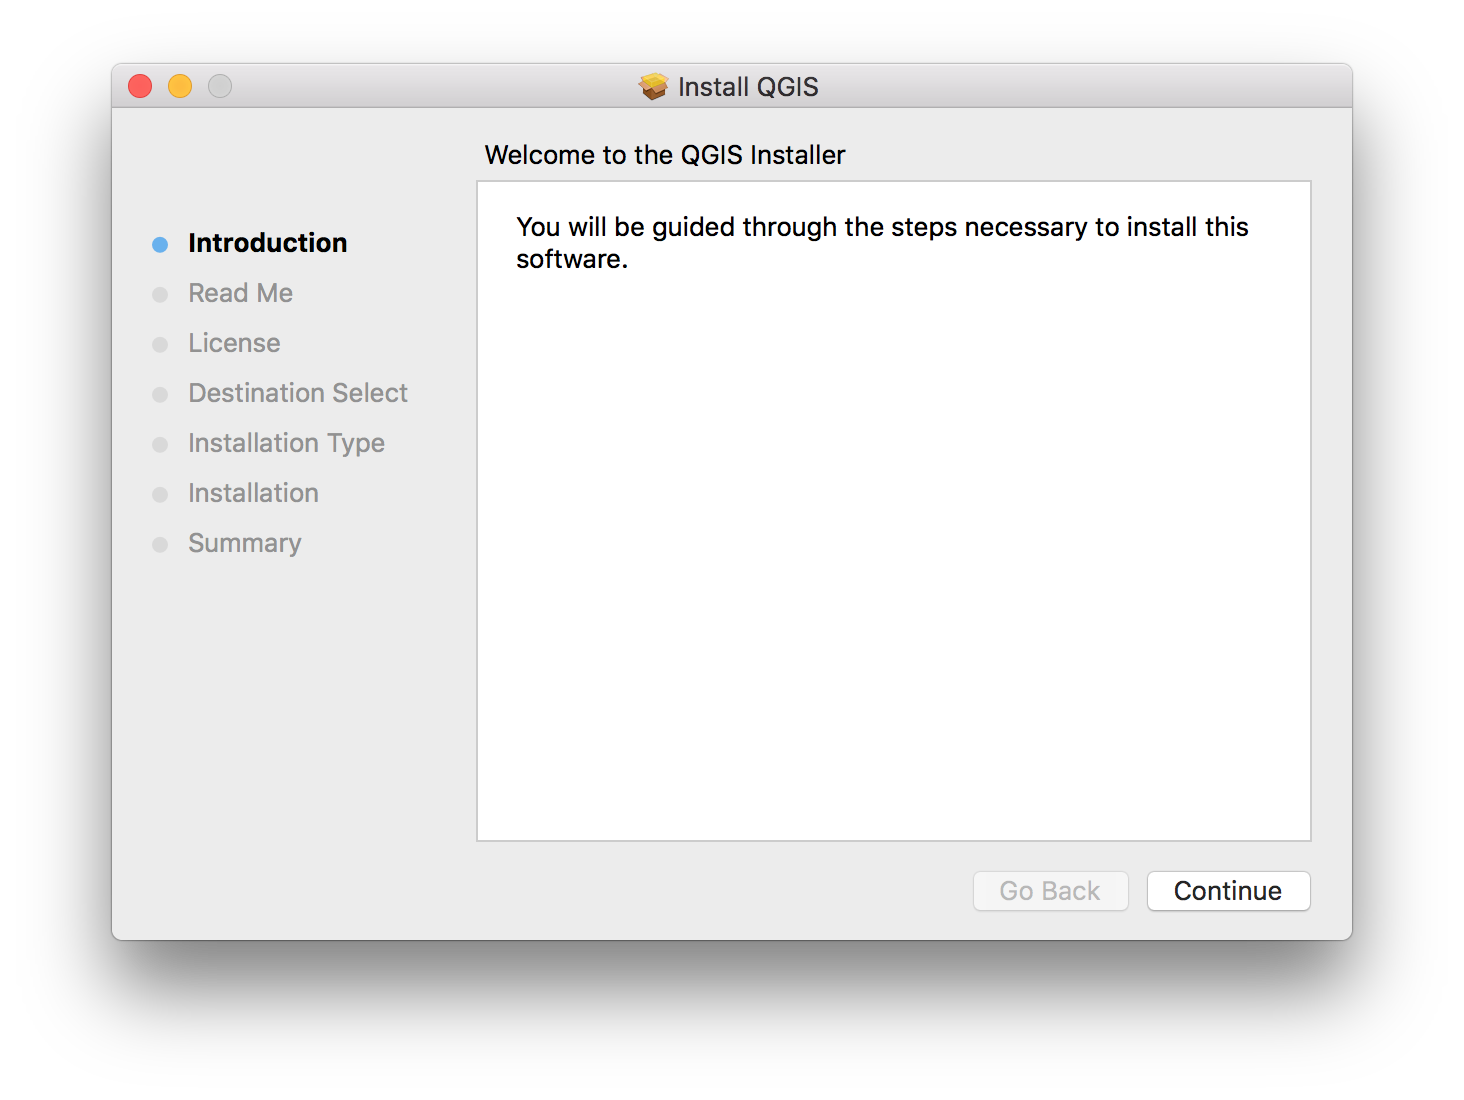 Install QGIS
Welcome to the QGIS Installer
Introduction
Read Me
License
Destination Select
Installation Type
Installation
Summary
You will be guided through the steps necessary to install this
software.
Go Back
Continue